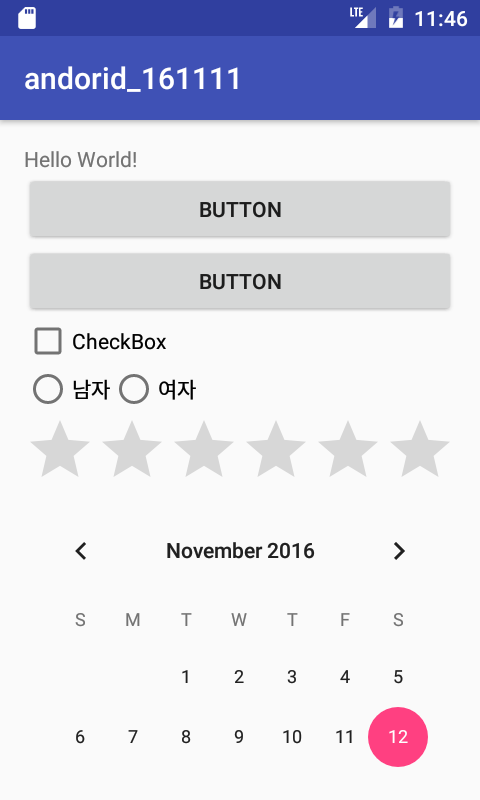 LTE 11:46
andorid_161111
Hello World!
BUTTON
BUTTON
CheckBox
남자 여자
November 2016
S M T W T F S
1 2 3 4 5
6 7 8 9 10 11 12